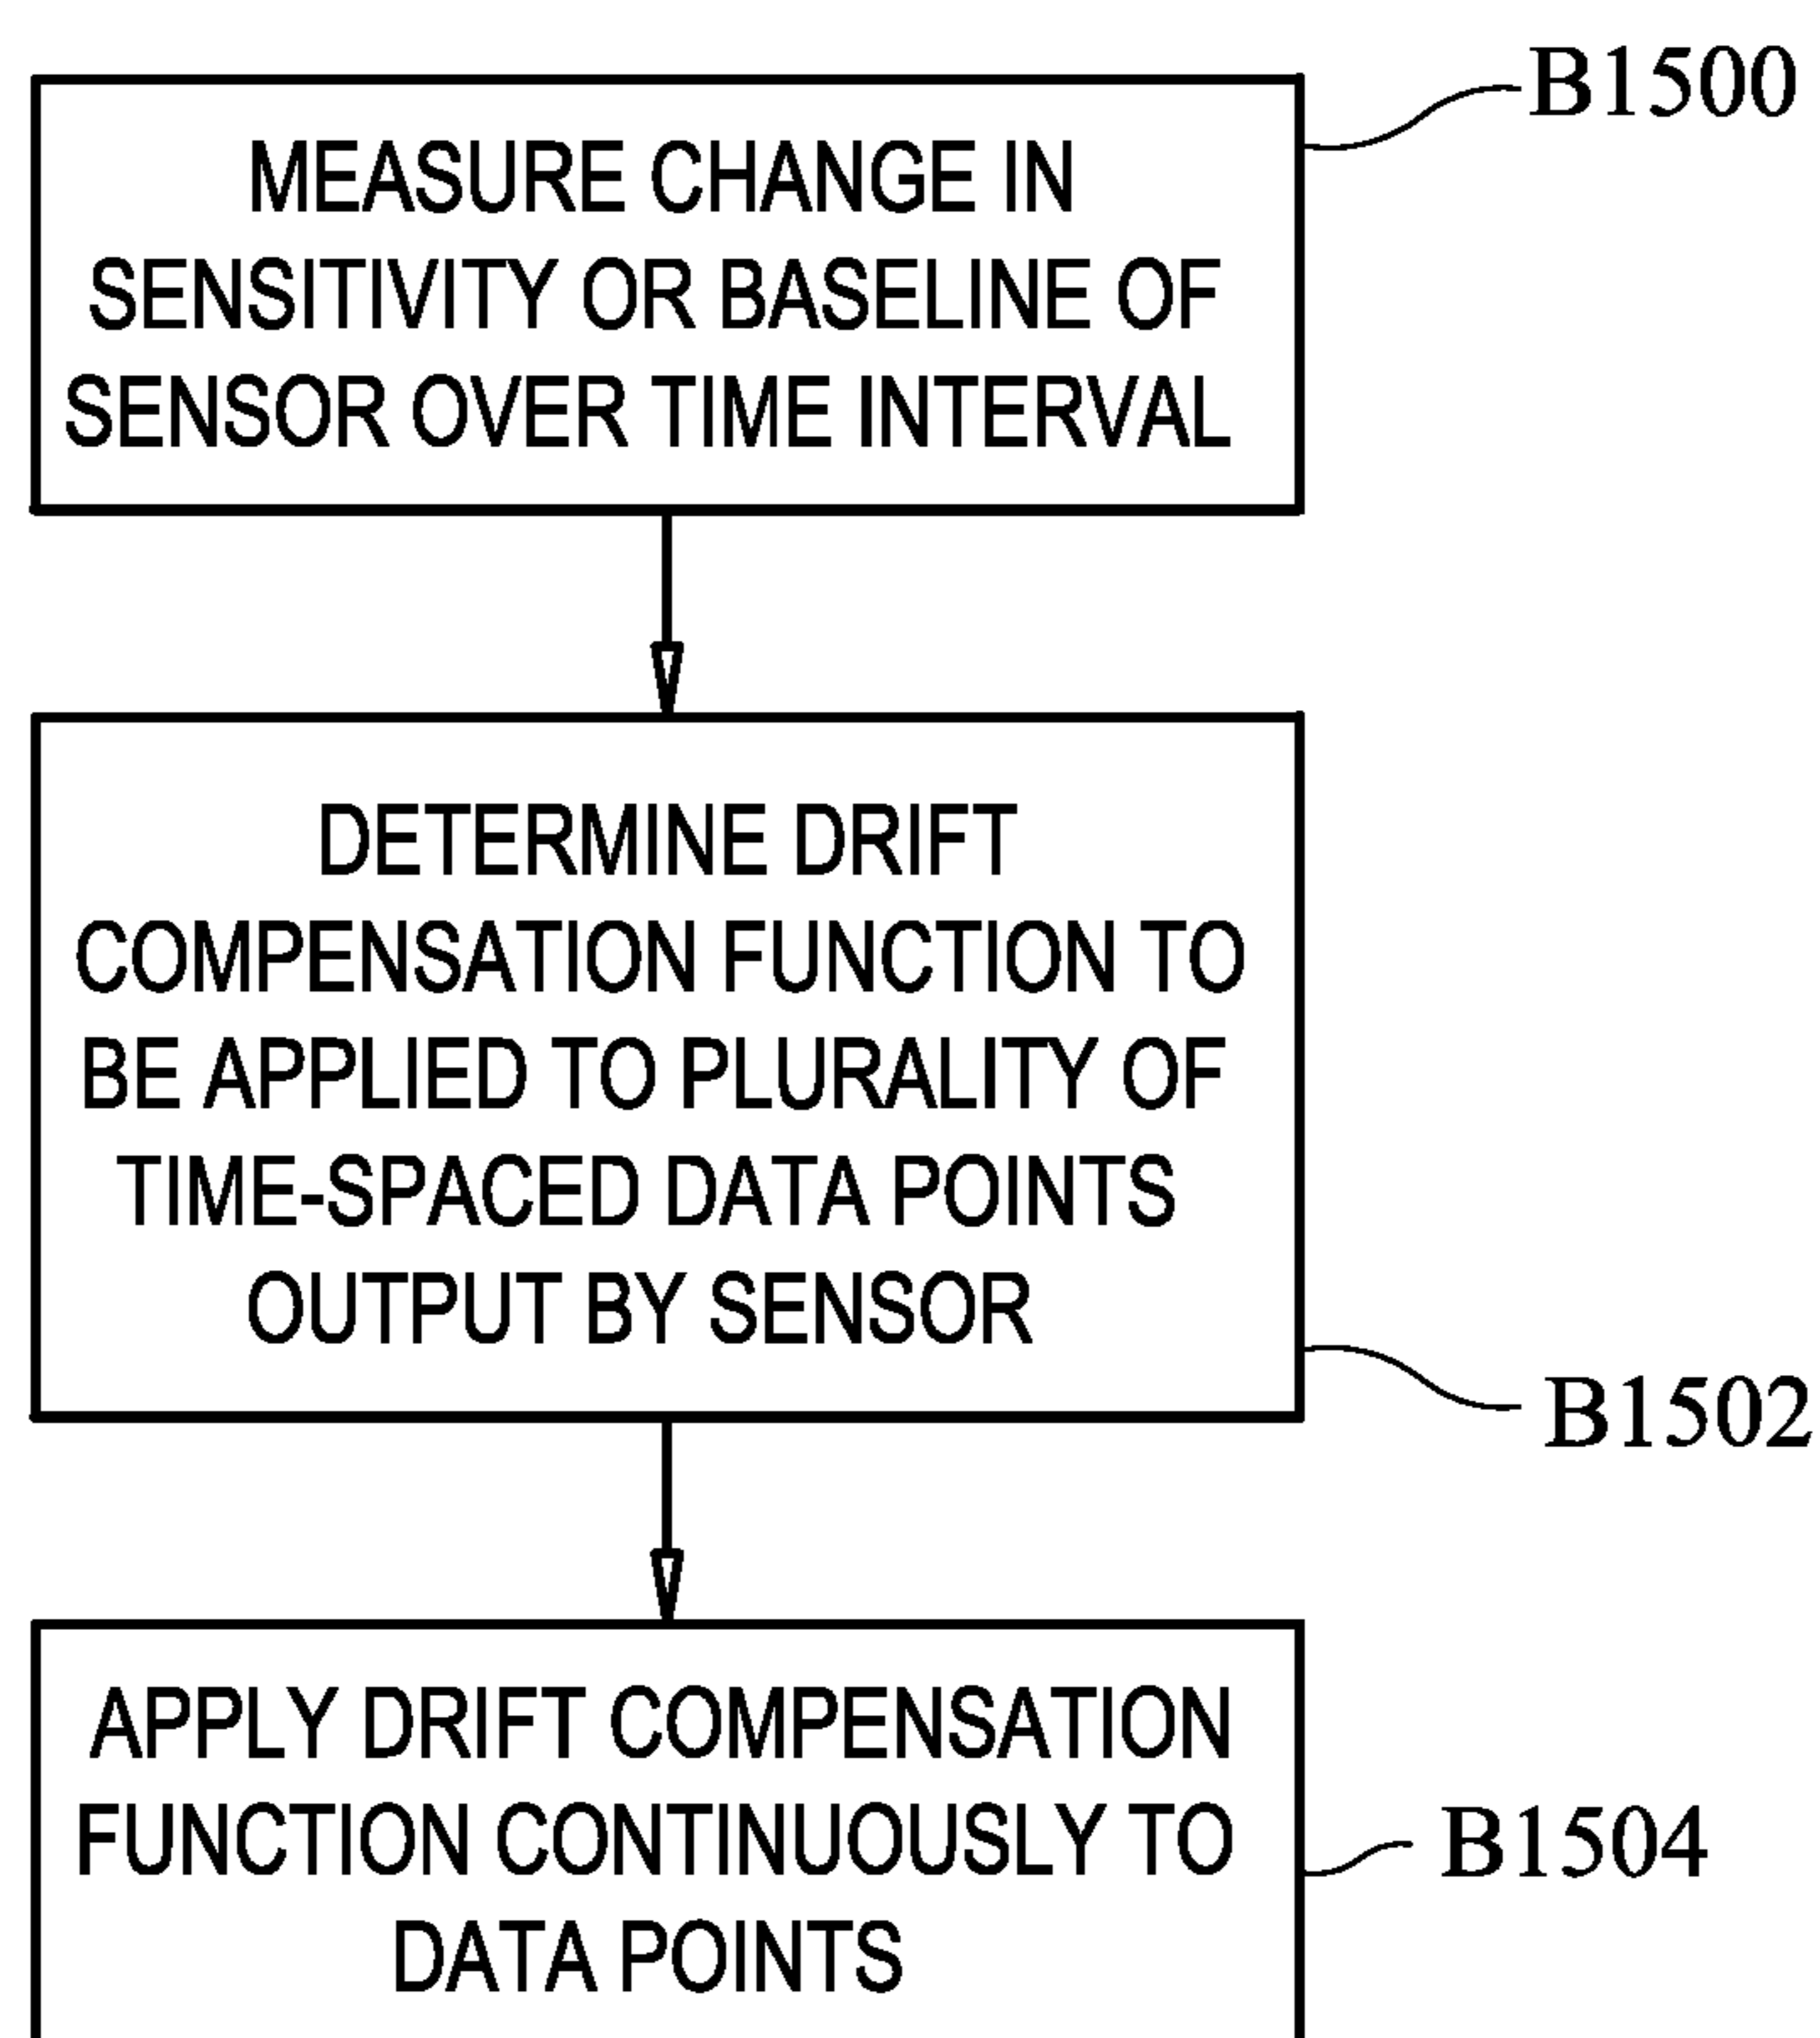 B1500
MEASURE CHANGE IN
SENSITIVITY OR BASELINE OF
SENSOR OVER TIME INTERVAL
DETERMINE DRIFT
COMPENSATION FUNCTION TO
BE APPLIED TO PLURALITY OF
TIME-SPACED DATA POINTS
OUTPUT BY SENSOR
B1502
APPLY DRIFT COMPENSATION
FUNCTION CONTINUOUSLY TO
B1504
DATA POINTS